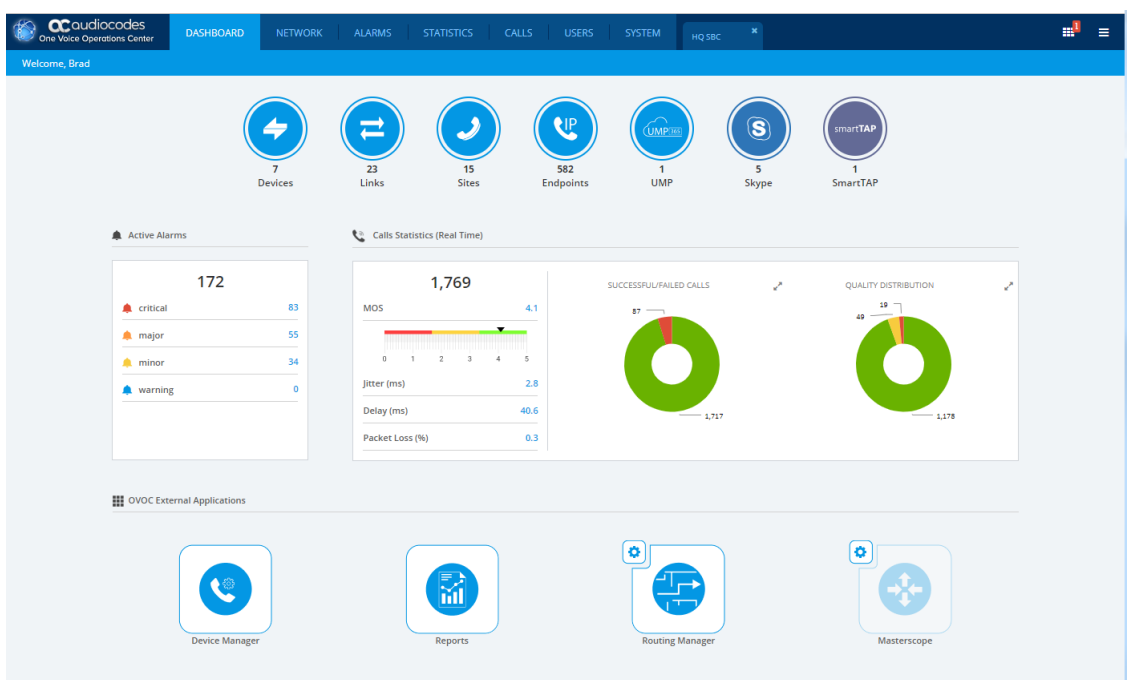 audiocodes
One Voice Operations Center
DASHBOARD NETWORK ALARMS STATISTICS CALLS USERS SYSTEM HQ SBC × 1
Welcome, Brad
IP UMP365 S smartTAP
7 23 15 582 1 5 1
Devices Links Sites Endpoints UMP Skype SmartTAP
Active Alarms
172
critical 83
major 55
minor 34
warning 0
Calls Statistics (Real Time)
1,769
MOS 4.1
0 1 2 3 4 5
Jitter (ms) 2.8
Delay (ms) 40.6
Packet Loss (%) 0.3
SUCCESSFUL/FAILED CALLS
87
1,717
QUALITY DISTRIBUTION
19
49
1,178
OVOC External Applications
Device Manager Reports Routing Manager Masterscope